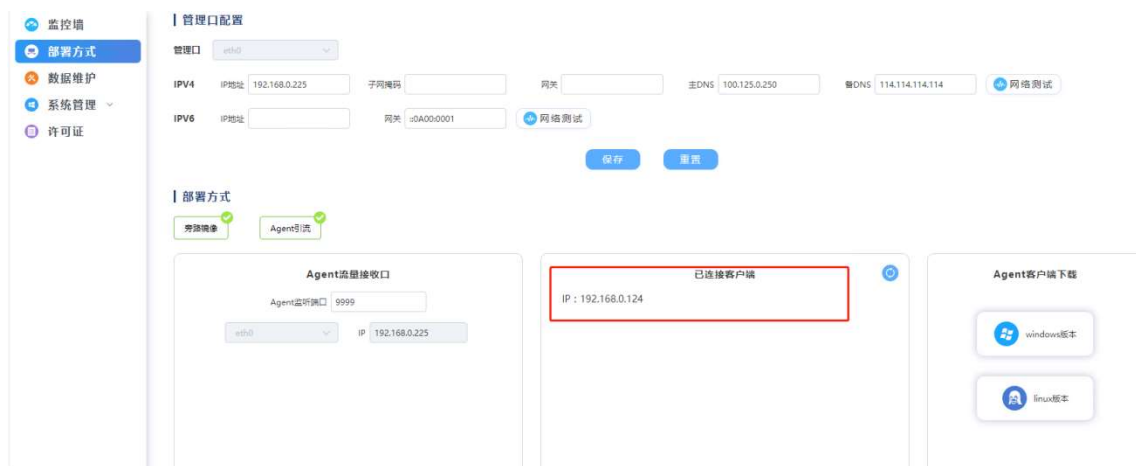 监控墙
部署方式
数据维护
系统管理
许可证
管理口配置
管理口 eth0
IPV4 IP地址 192.168.0.225 子网掩码 网关 主DNS 100.125.0.250 备DNS 114.114.114.114 网络测试
IPV6 IP地址 网关 ::0A00:0001 网络测试
保存 重置
部署方式
旁路镜像 Agent引流
Agent流量接收口
Agent监听端口 9999
eth0 IP 192.168.0.225
已连接客户端
IP：192.168.0.124
Agent客户端下载
windows版本
linux版本